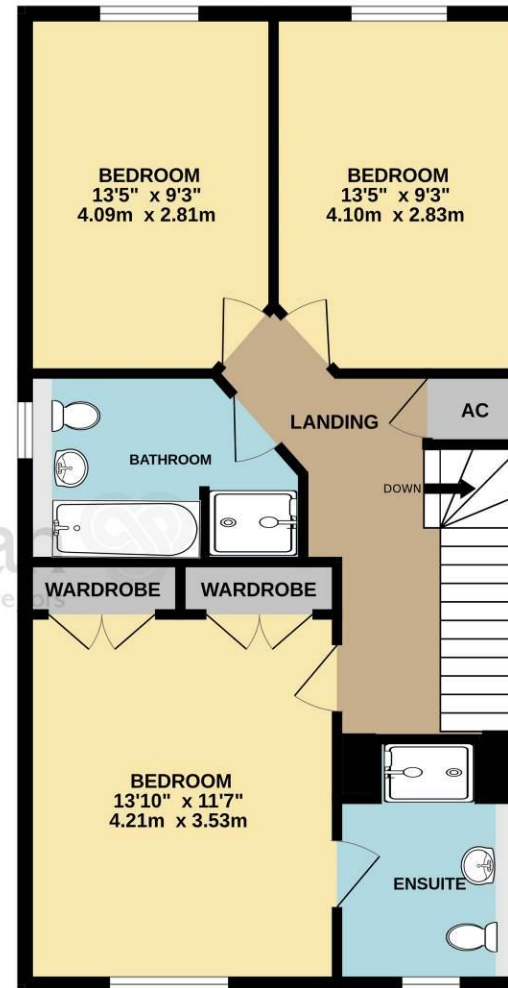 BEDROOM
13'5" x 9'3"
4.09m x 2.81m
BEDROOM
13'5" x 9'3"
4.10m x 2.83m
LANDING
AC
BATHROOM
DOWN
WARDROBE
WARDROBE
BEDROOM
13'10" x 11'7"
4.21m x 3.53m
ENSUITE